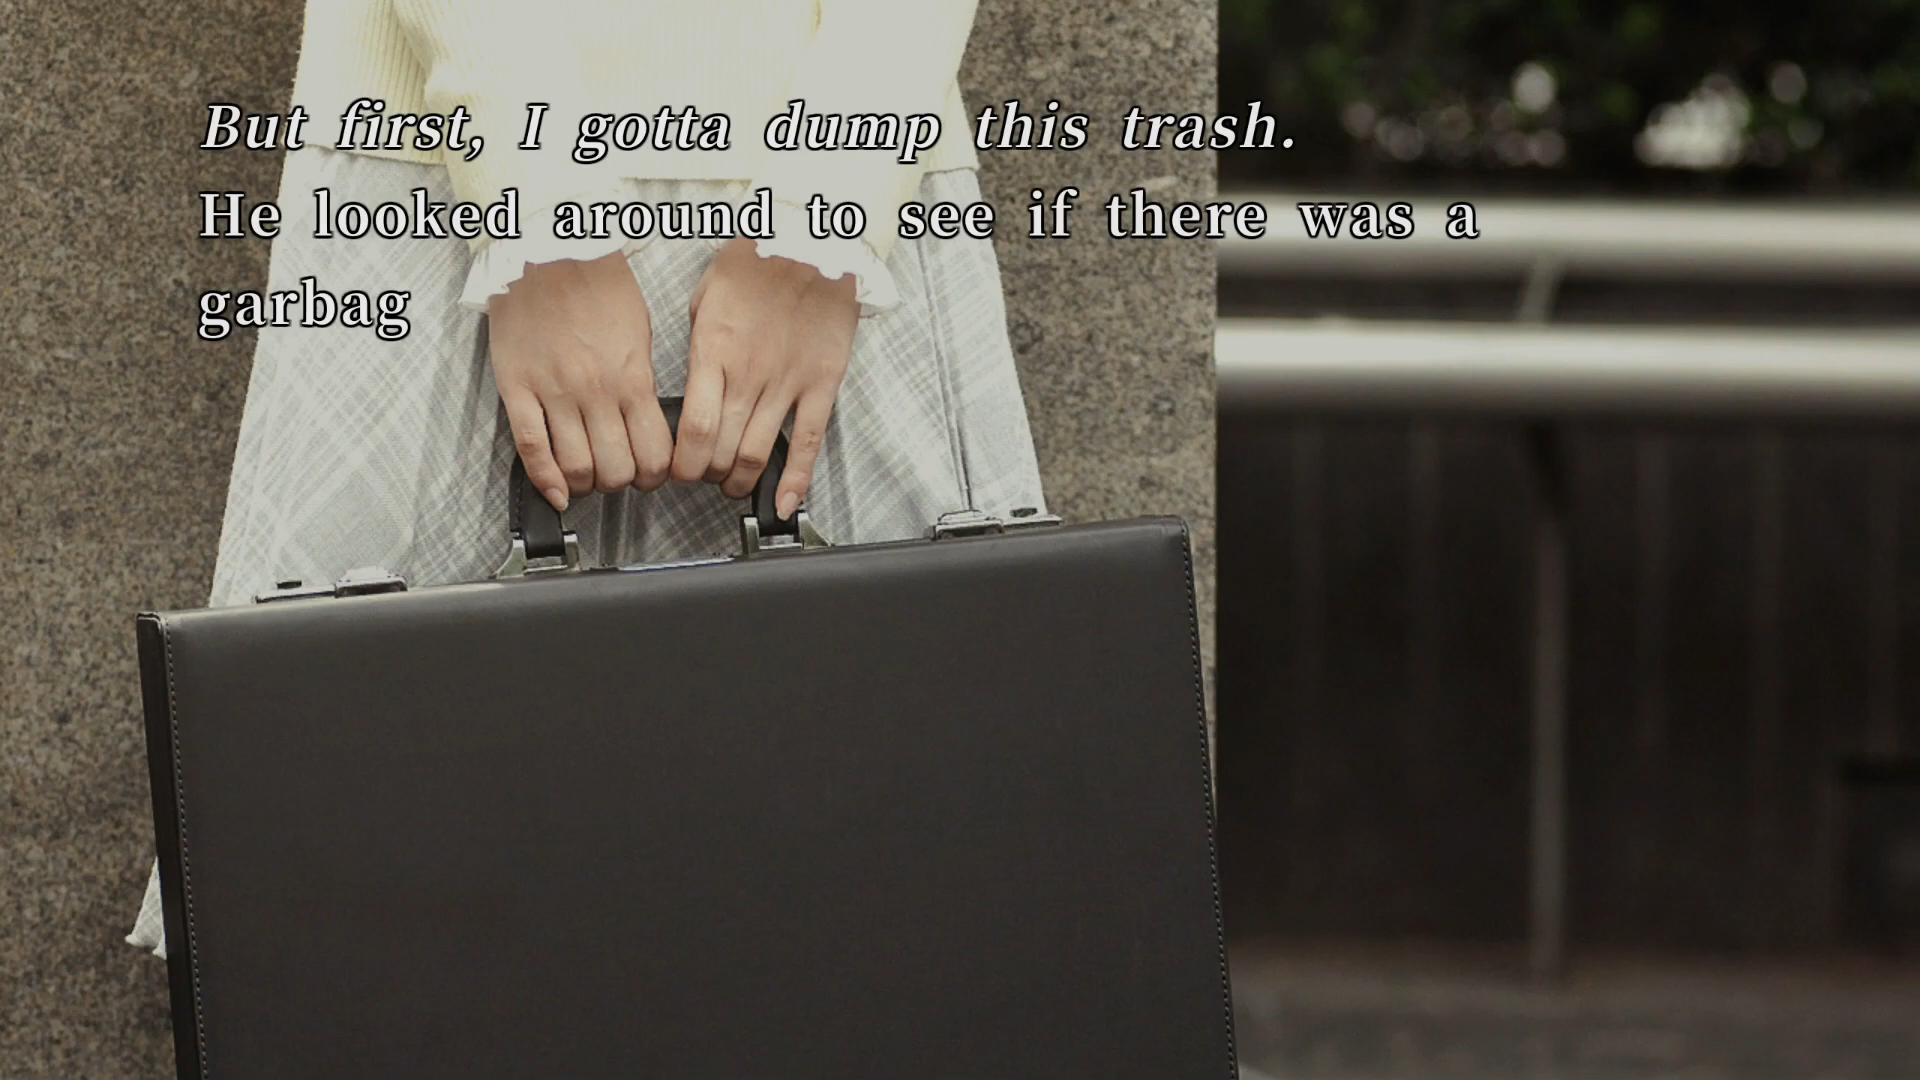 But first, I gotta dump this trash.
He looked around to see if there was a
garbag